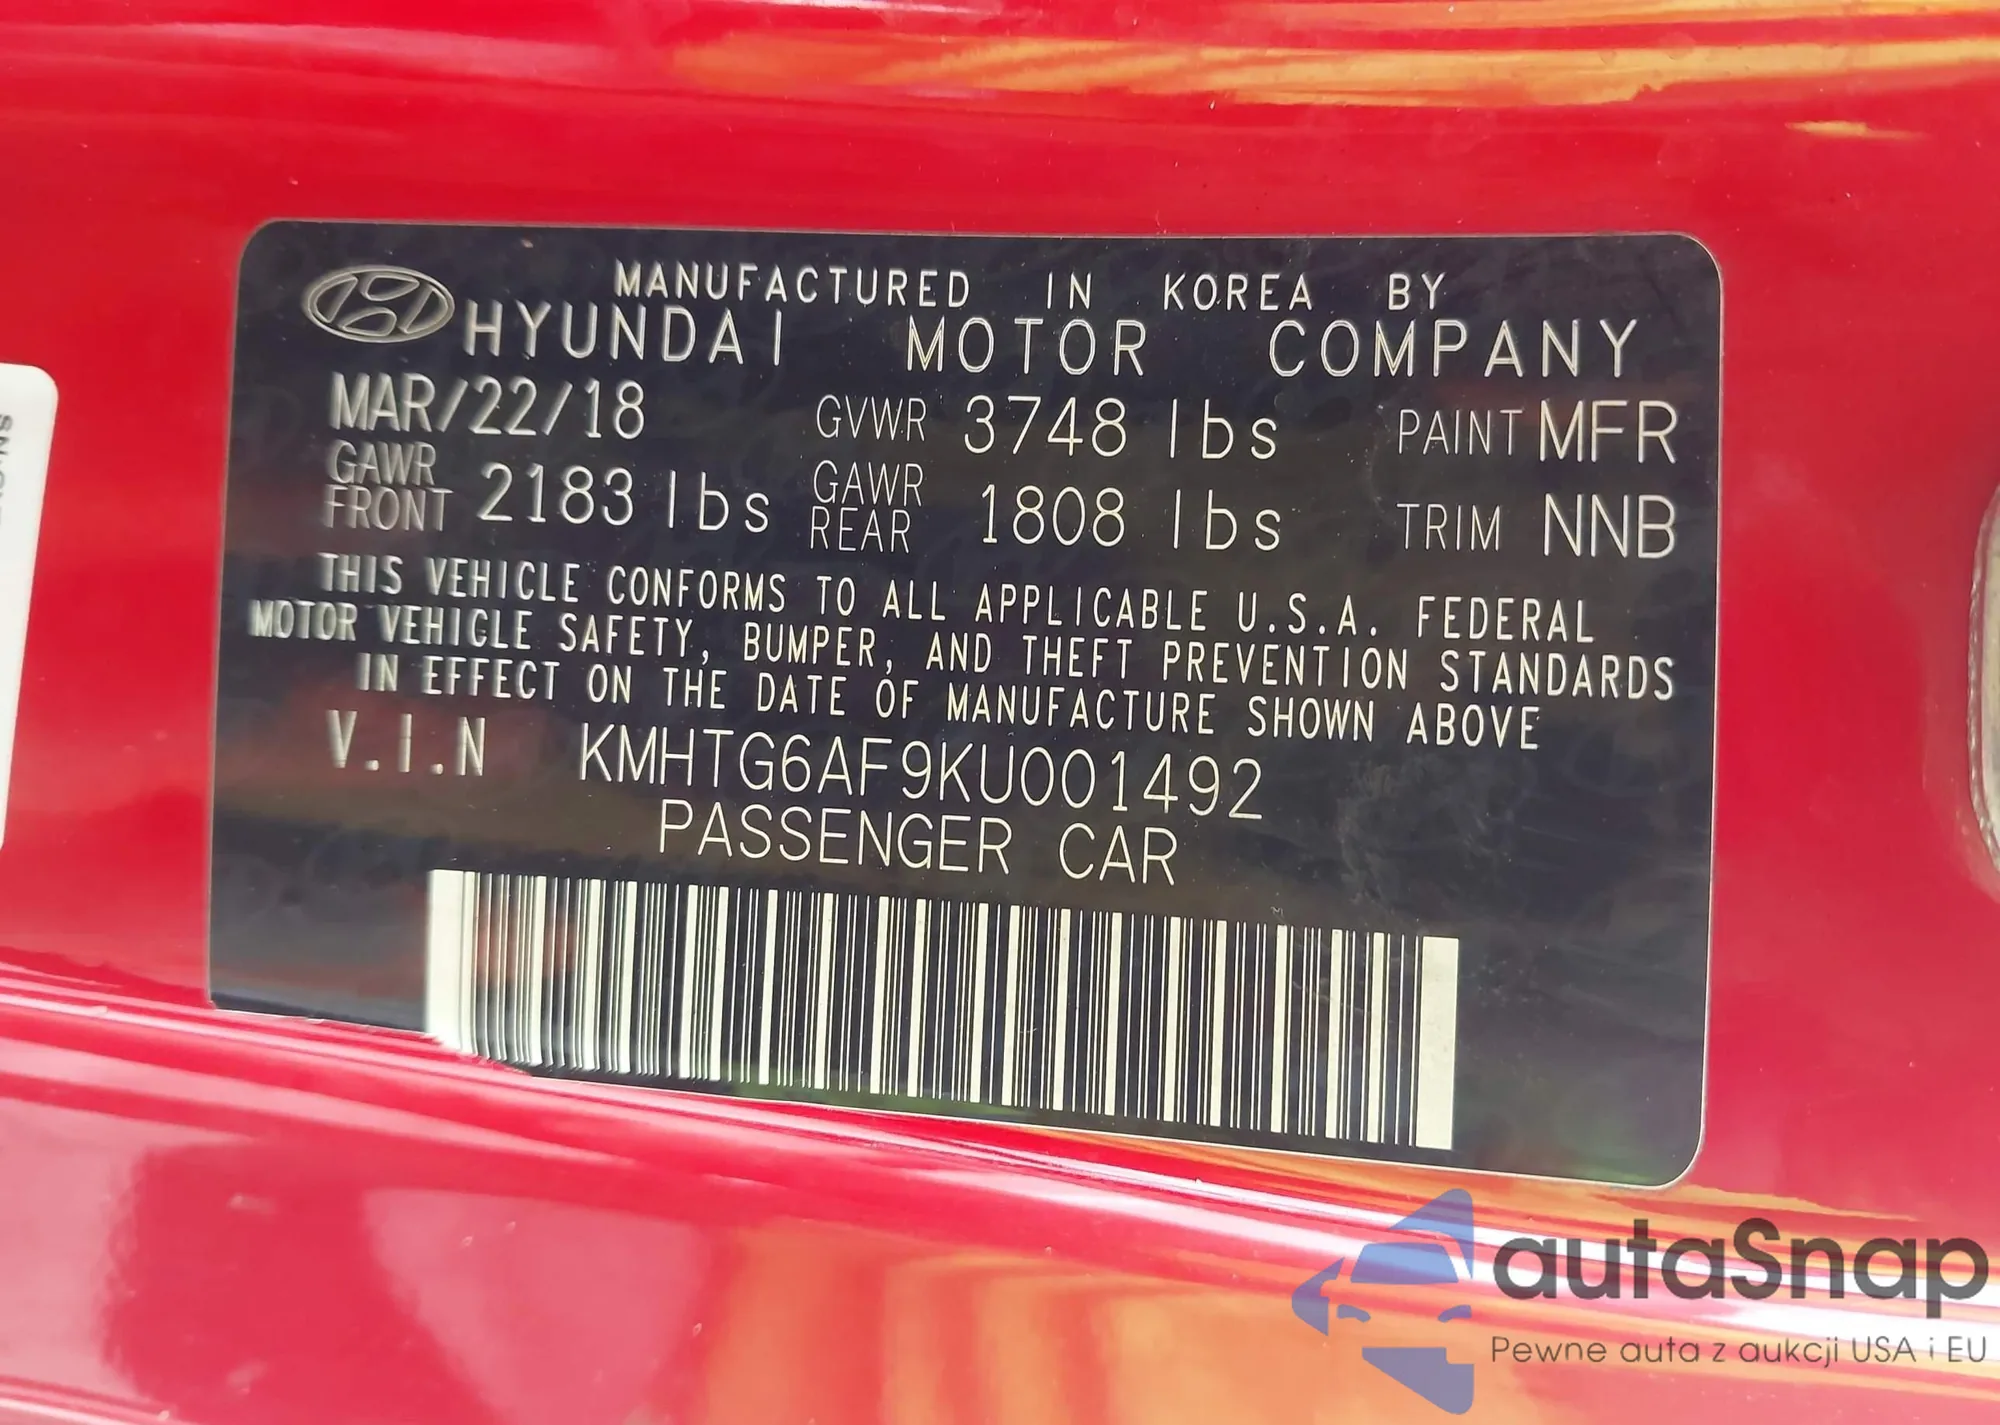 MANUFACTURED IN KOREA BY
HYUNDAI MOTOR COMPANY
MAR/22/18 GVWR 3748 lbs PAINT MFR
GAWR FRONT 2183 lbs GAWR REAR 1808 lbs TRIM NNB
THIS VEHICLE CONFORMS TO ALL APPLICABLE U.S.A. FEDERAL
MOTOR VEHICLE SAFETY, BUMPER, AND THEFT PREVENTION STANDARDS
IN EFFECT ON THE DATE OF MANUFACTURE SHOWN ABOVE
V.I.N KMHTG6AF9KU001492
PASSENGER CAR
autaSnap
Pewne auta z aukcji USA i EU